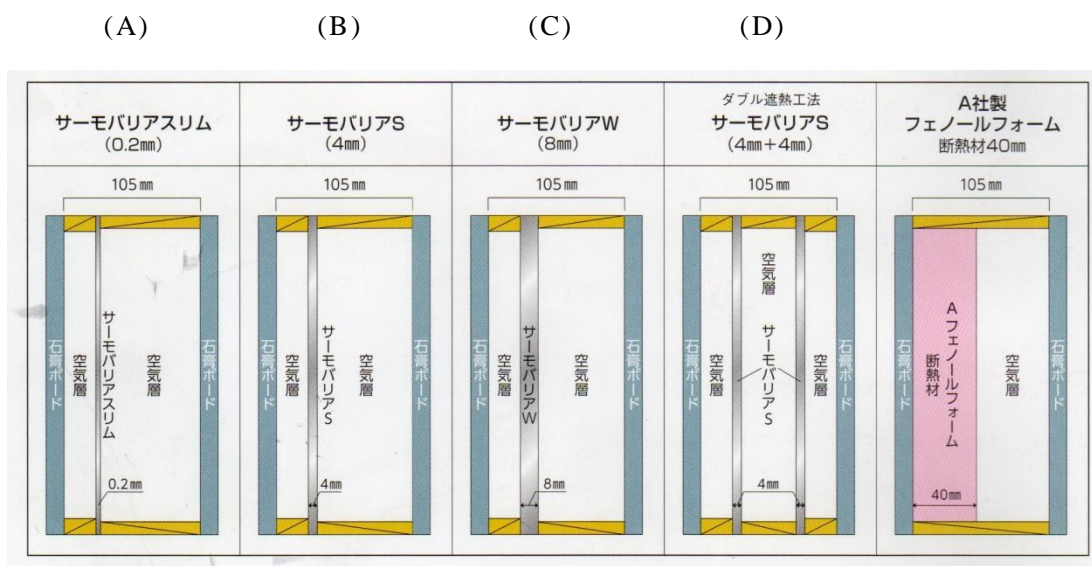 (A)
(B)
(C)
(D)
サーモバリアスリム
(0.2㎜)
105㎜
石膏ボード
空気層
サーモバリアスリム
空気層
石膏ボード
0.2㎜
サーモバリアS
(4㎜)
105㎜
石膏ボード
空気層
サーモバリアS
空気層
石膏ボード
4㎜
サーモバリアW
(8㎜)
105㎜
石膏ボード
空気層
サーモバリアW
空気層
石膏ボード
8㎜
ダブル遮熱工法
サーモバリアS
(4㎜+4㎜)
105㎜
石膏ボード
空気層
空気層
サーモバリアS
空気層
石膏ボード
4㎜
A社製
フェノールフォーム
断熱材40㎜
105㎜
石膏ボード
Aフェノールフォーム
断熱材
空気層
石膏ボード
40㎜